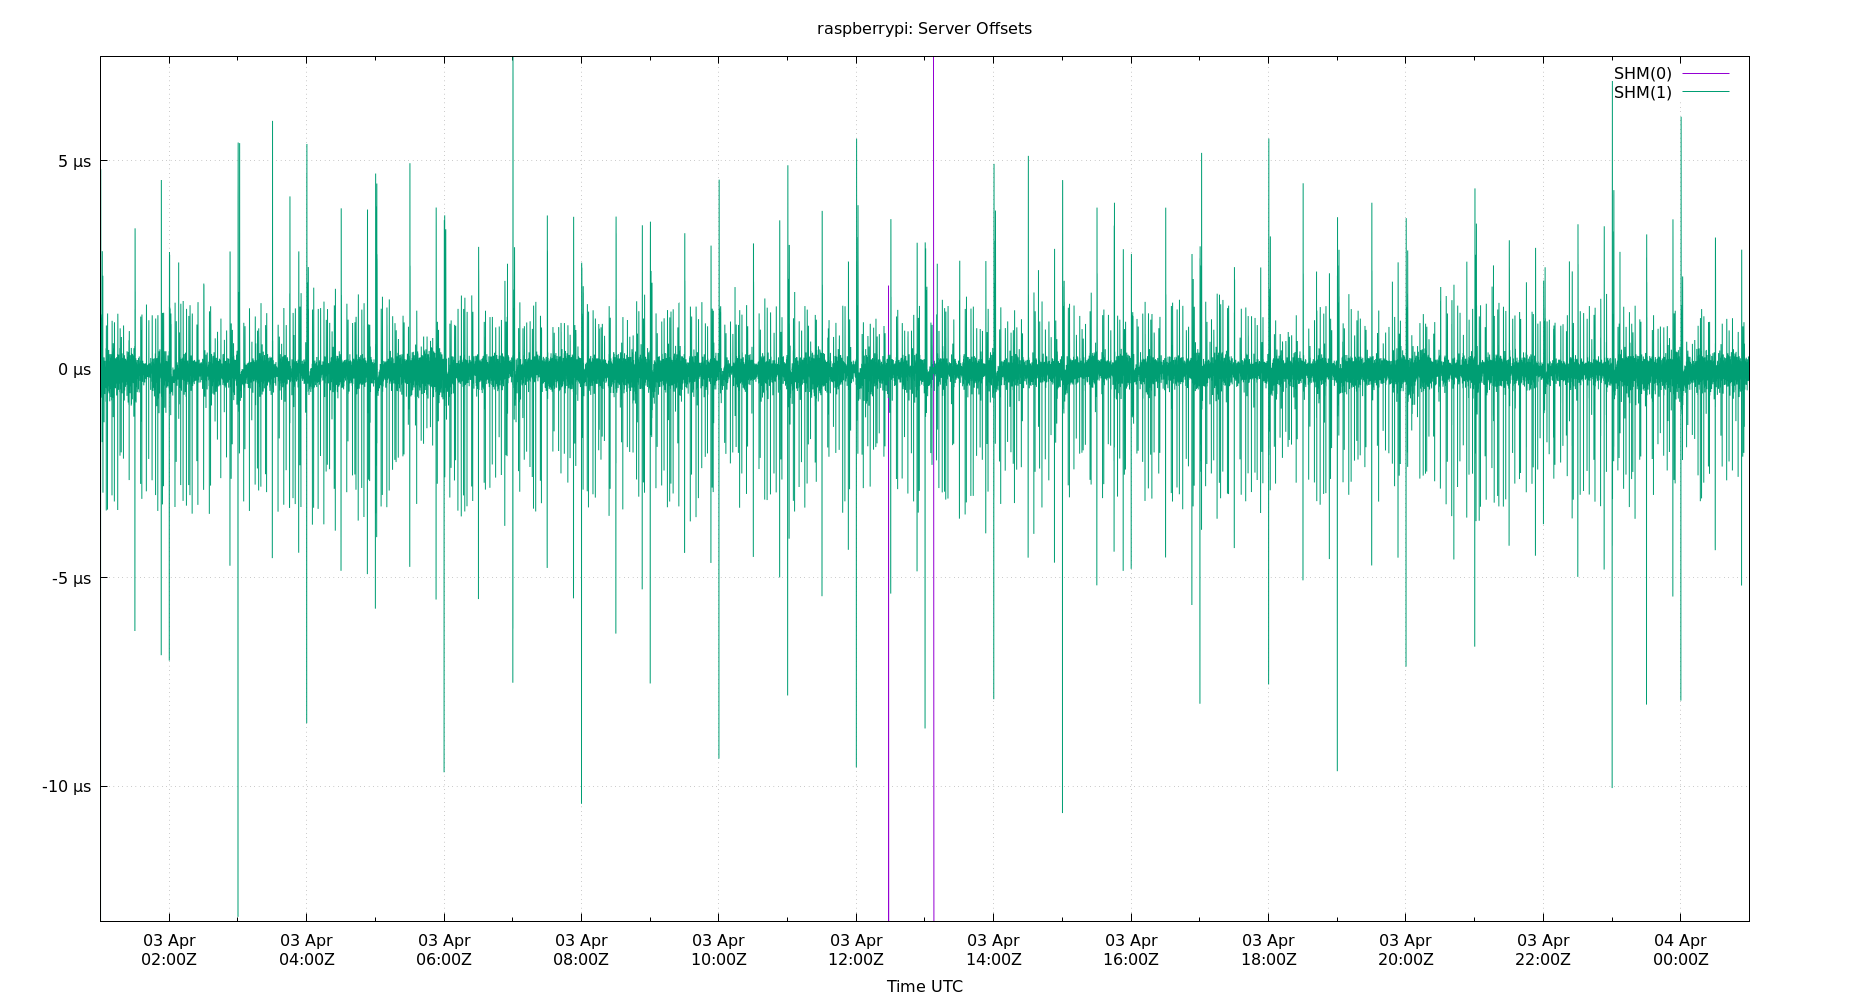 raspberrypi: Server Offsets
SHM(0)
SHM(1)
5 µs
0 µs
-5 µs
-10 µs
03 Apr 03 Apr 03 Apr 03 Apr 03 Apr 03 Apr 03 Apr 03 Apr 03 Apr 03 Apr 03 Apr 04 Apr
02:00Z 04:00Z 06:00Z 08:00Z 10:00Z 12:00Z 14:00Z 16:00Z 18:00Z 20:00Z 22:00Z 00:00Z
Time UTC